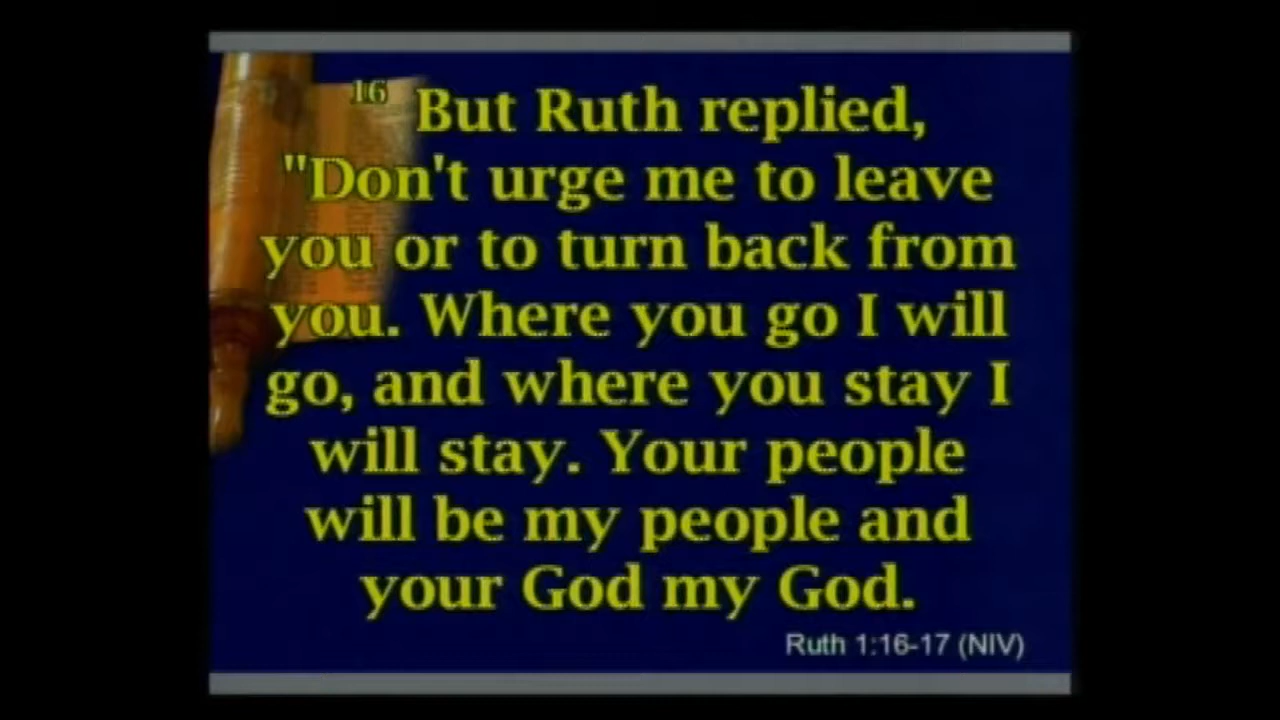 16 But Ruth replied,
"Don't urge me to leave
you or to turn back from
you. Where you go I will
go, and where you stay I
will stay. Your people
will be my people and
your God my God.
Ruth 1:16-17 (NIV)